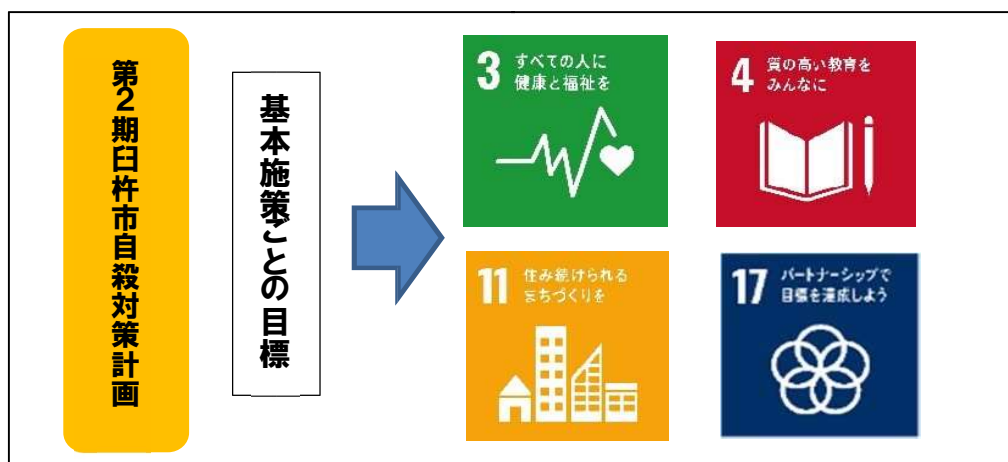 第2期臼杵市自殺対策計画
基本施策ごとの目標
3 すべての人に
健康と福祉を
4 質の高い教育を
みんなに
11 住み続けられる
まちづくりを
17 パートナーシップで
目標を達成しよう